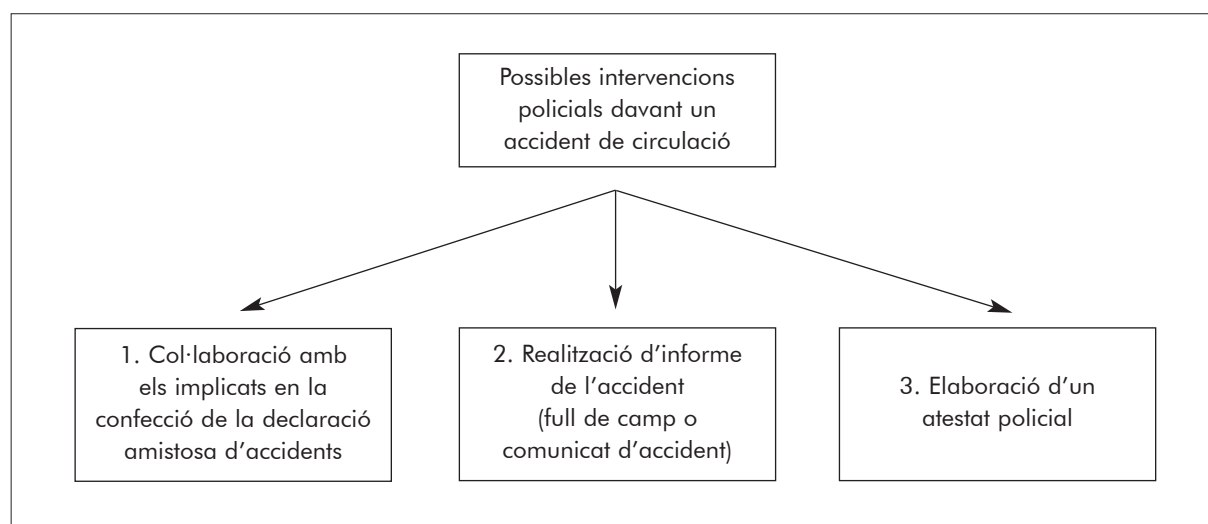 Possibles intervencions
policials davant un
accident de circulació
1. Col·laboració amb
els implicats en la
confecció de la declaració
amistosa d’accidents
2. Realització d’informe
de l’accident
(full de camp o
comunicat d’accident)
3. Elaboració d’un
atestat policial